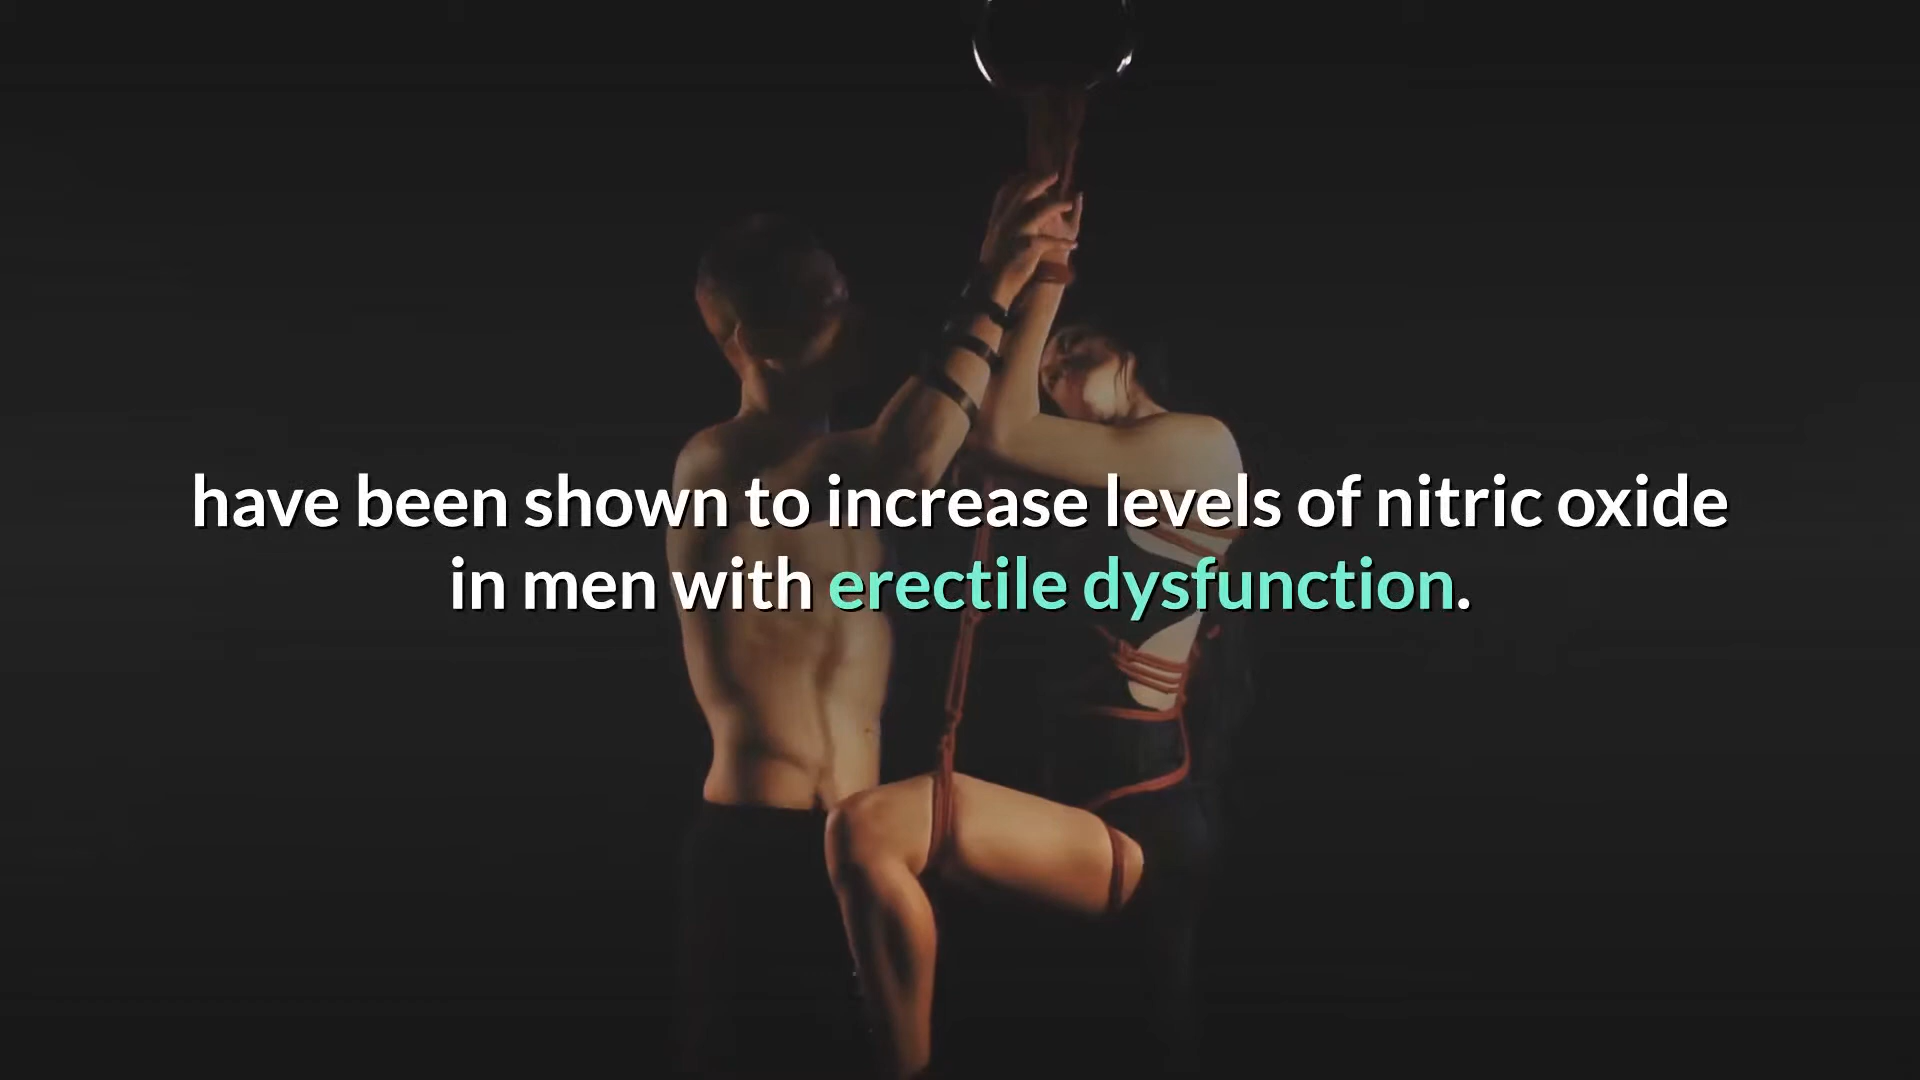 have been shown to increase levels of nitric oxide
in men with erectile dysfunction.